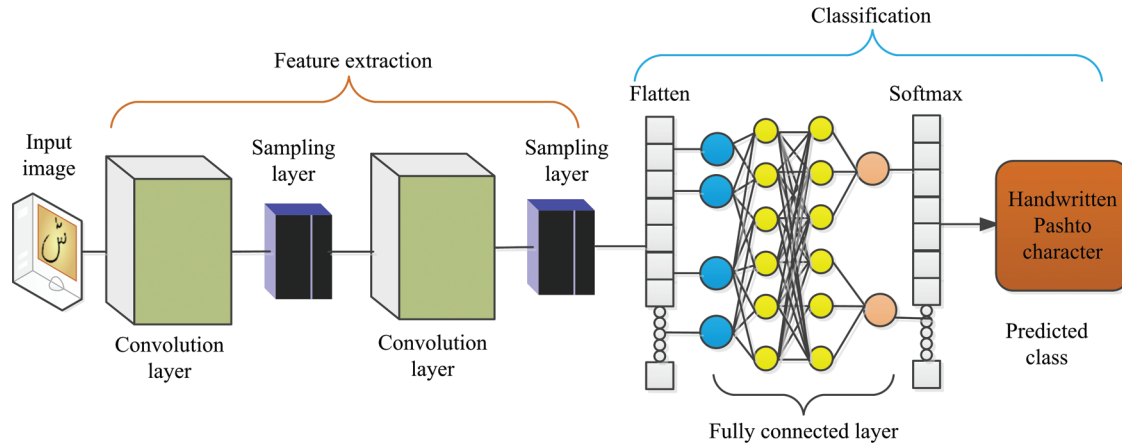 Classification
Feature extraction
Flatten
Softmax
Input
image
Sampling
layer
Sampling
layer
Handwritten
Pashto
character
Convolution
layer
Convolution
layer
Predicted
class
Fully connected layer